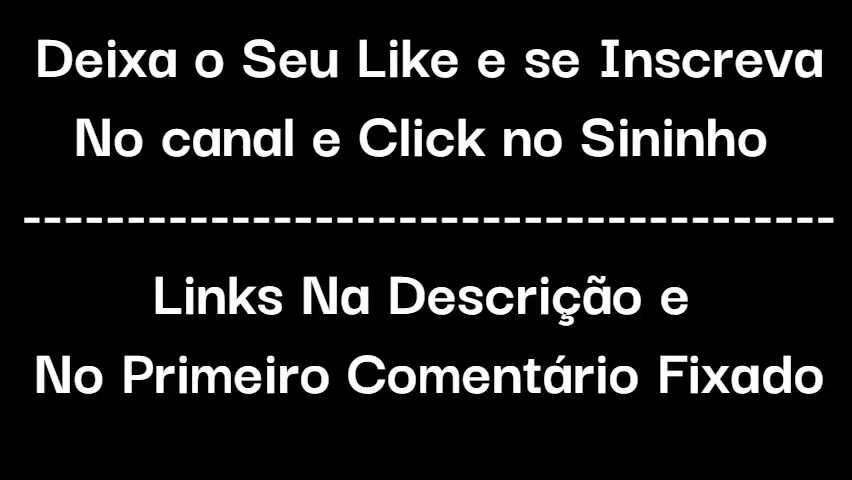 Deixa o Seu Like e se Inscreva
No canal e Click no Sininho
---------------------------------------
Links Na Descrição e
No Primeiro Comentário Fixado